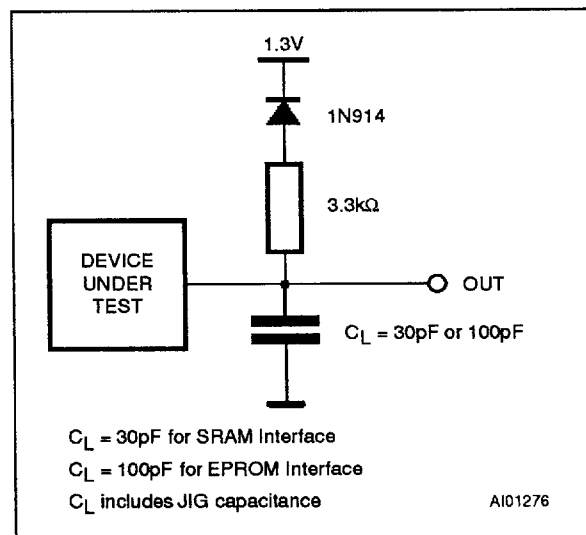 1.3V
1N914
3.3kΩ
DEVICE
UNDER
TEST
OUT
CL = 30pF or 100pF
CL = 30pF for SRAM Interface
CL = 100pF for EPROM Interface
CL includes JIG capacitance
AI01276